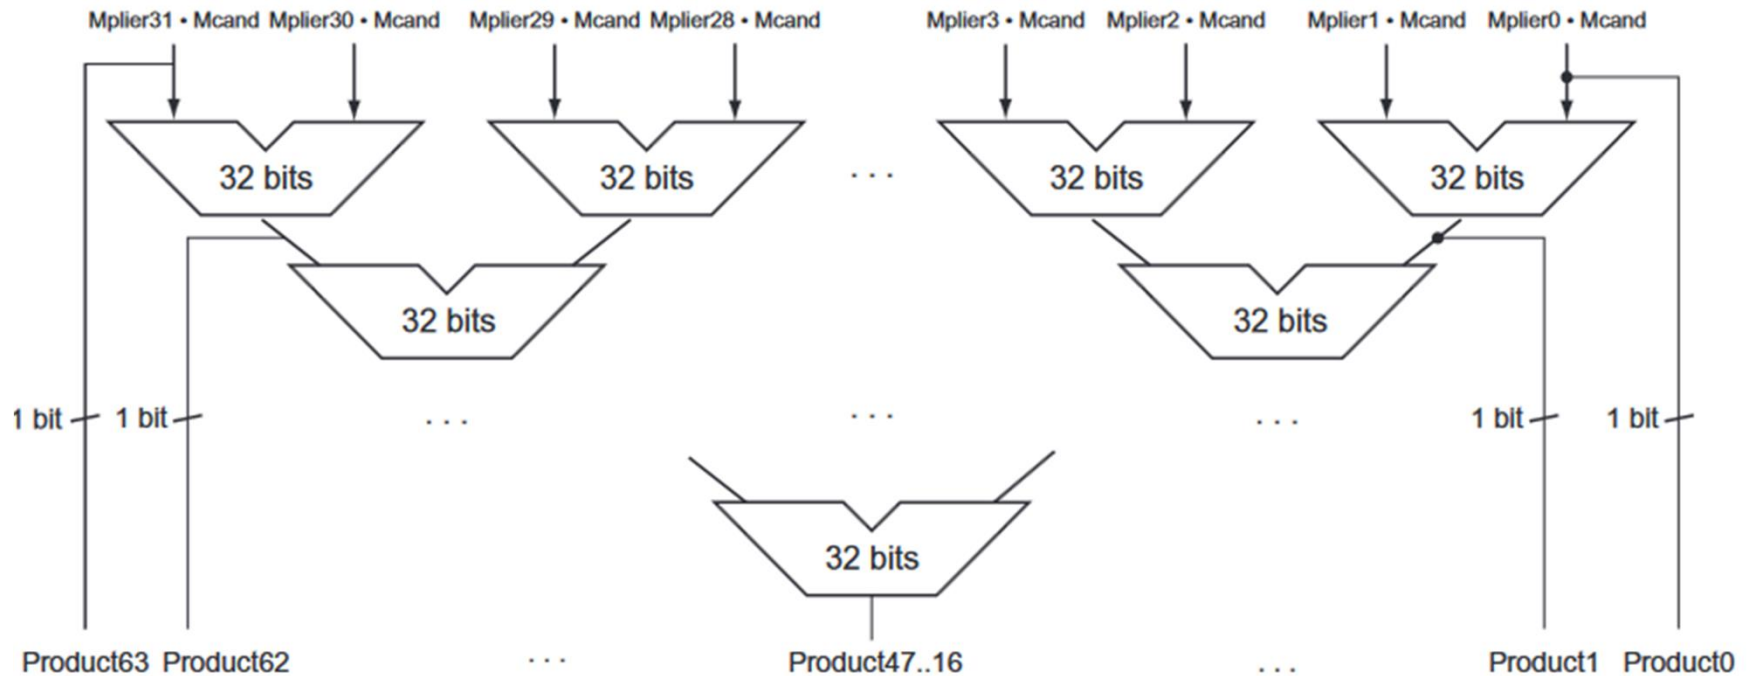 Mplier31 • Mcand Mplier30 • Mcand Mplier29 • Mcand Mplier28 • Mcand Mplier3 • Mcand Mplier2 • Mcand Mplier1 • Mcand Mplier0 • Mcand
32 bits 32 bits . . . 32 bits 32 bits
32 bits 32 bits
1 bit 1 bit . . . . . . . . . 1 bit 1 bit
32 bits
Product63 Product62 . . . Product47..16 . . . Product1 Product0